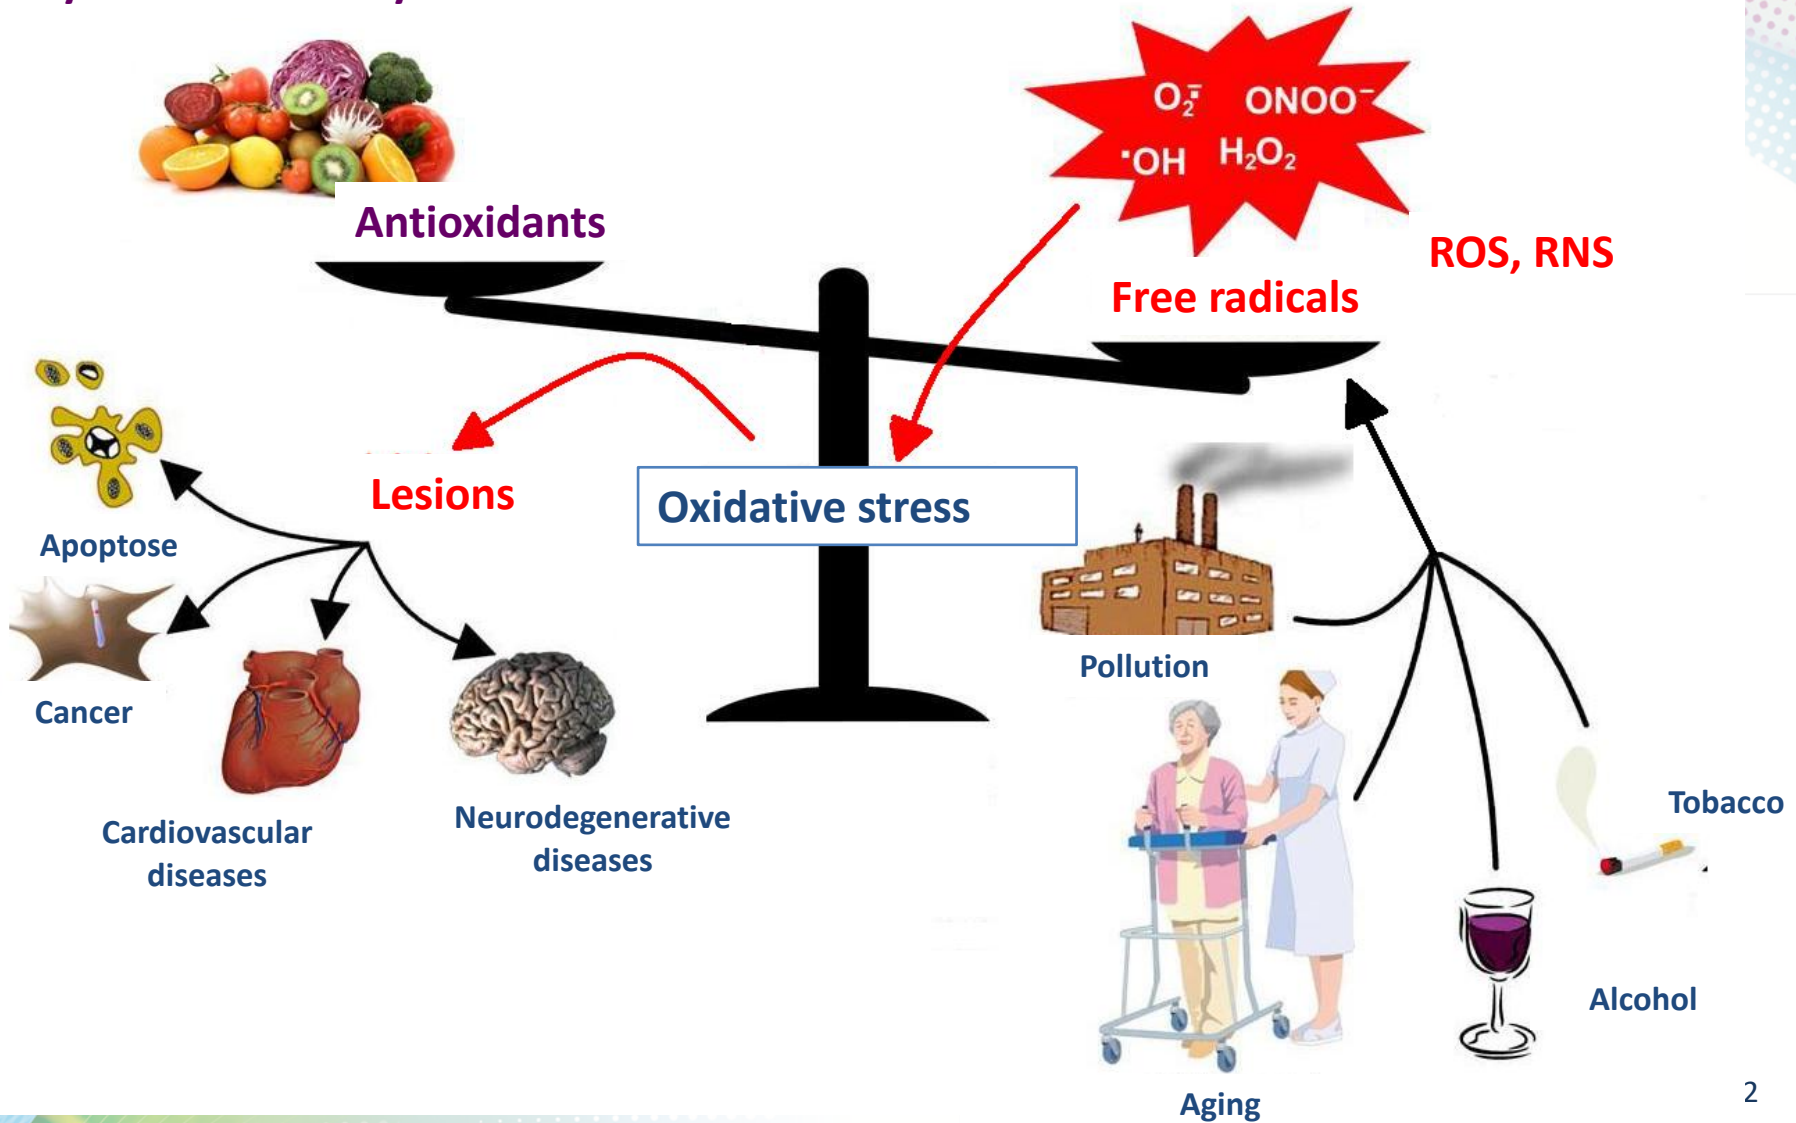 O₂•̄ ONOO⁻
•OH H₂O₂
Antioxidants
ROS, RNS
Free radicals
Lesions
Oxidative stress
Apoptose
Cancer
Cardiovascular
diseases
Neurodegenerative
diseases
Pollution
Tobacco
Alcohol
Aging
2